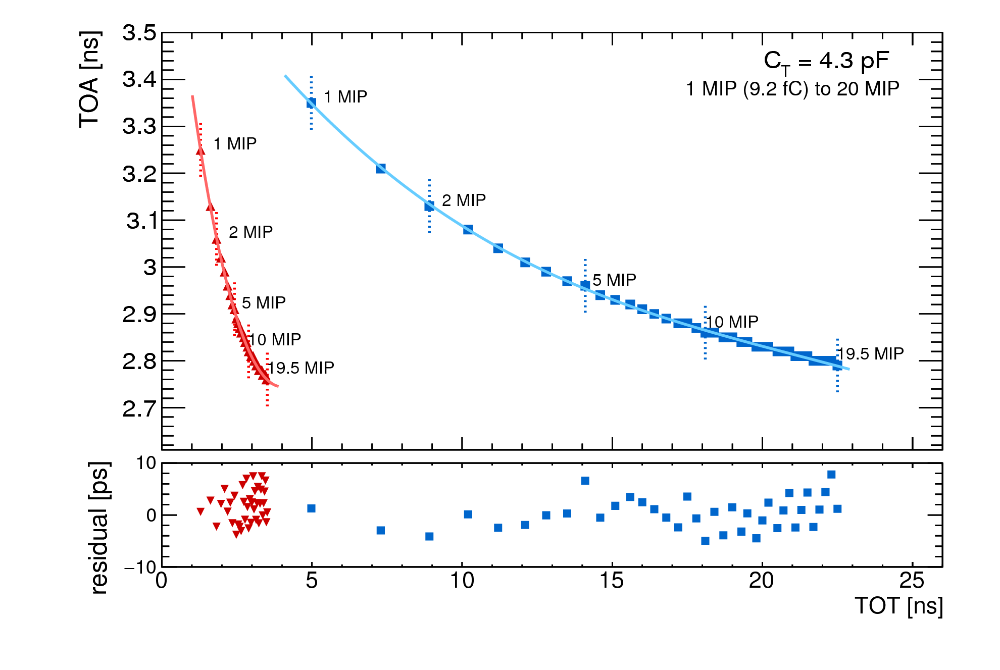 TOA [ns]
3.5
3.4
3.3
3.2
3.1
3
2.9
2.8
2.7
C_T = 4.3 pF
1 MIP (9.2 fC) to 20 MIP
1 MIP
2 MIP
5 MIP
10 MIP
19.5 MIP
1 MIP
2 MIP
5 MIP
10 MIP
19.5 MIP
residual [ps]
10
0
−10
0 5 10 15 20 25
TOT [ns]